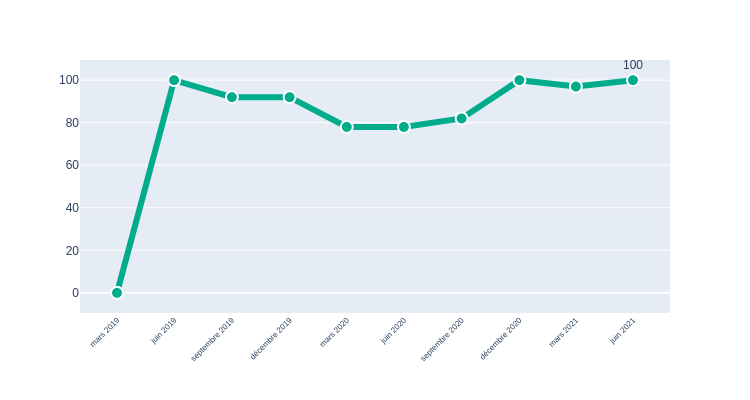 100
100
80
60
40
20
0
mars 2019
juin 2019
septembre 2019
décembre 2019
mars 2020
juin 2020
septembre 2020
décembre 2020
mars 2021
juin 2021